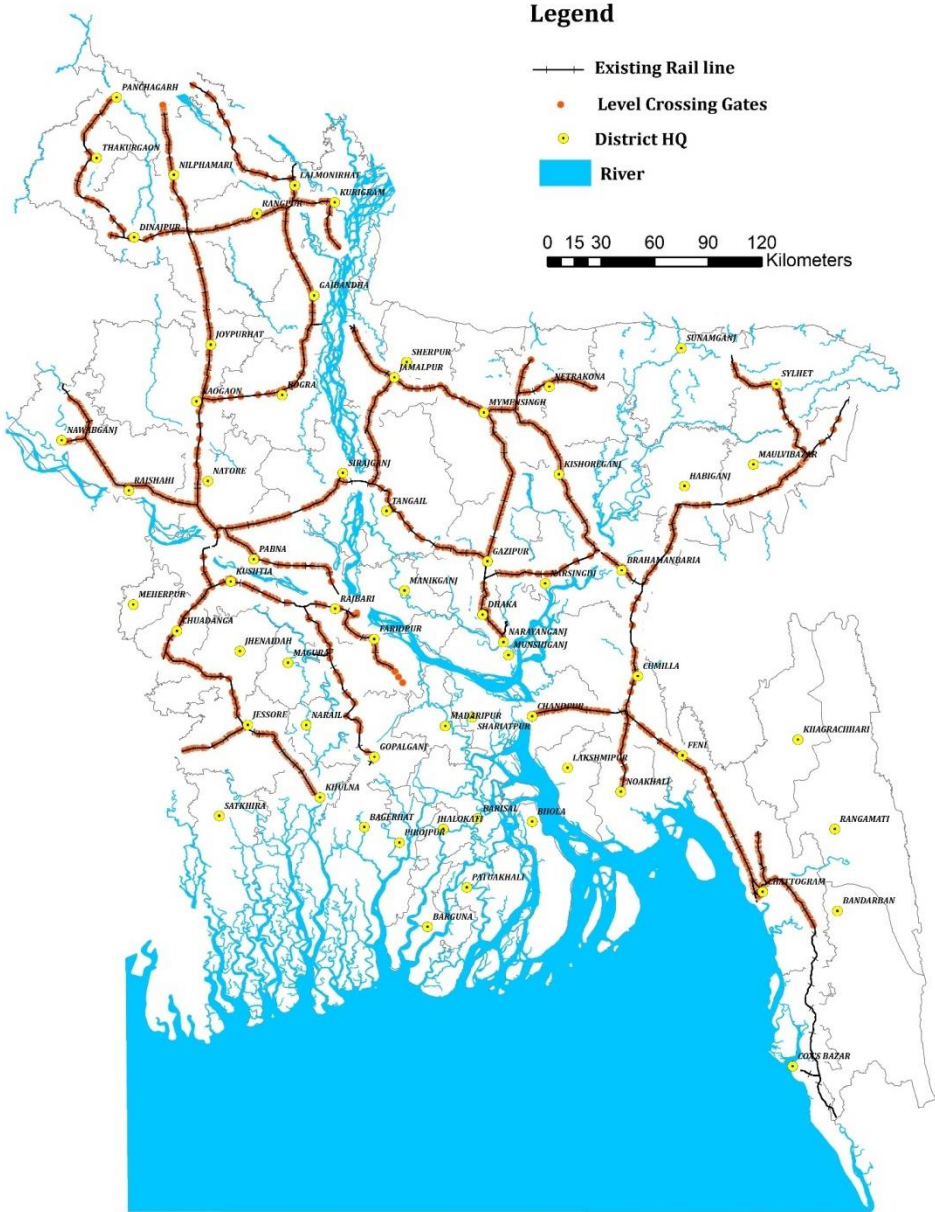 Legend
Existing Rail line
Level Crossing Gates
District HQ
River
0 15 30 60 90 120
Kilometers
PANCHAGARH
THAKURGAON
NILPHAMARI
LALMONIRHAT
KURIGRAM
RANGPUR
DINAJPUR
GAIBANDHA
JOYPURHAT
SHERPUR
SUNAMGANJ
JAMALPUR
NETRAKONA
SYLHET
NAOGAON
BOGRA
MYMENSINGH
NAWABGANJ
MAULVIBAZAR
SIRAJGANJ
KISHOREGANJ
NATORE
HABIGANJ
RAJSHAHI
TANGAIL
PABNA
GAZIPUR
BRAHAMANBARIA
KUSHTIA
NARSINGDI
MANIKGANJ
MEHERPUR
RAJBARI
DHAKA
CHUADANGA
FARIDPUR
NARAYANGANJ
JHENAIDAH
MUNSHIGANJ
MAGURA
COMILLA
CHANDPUR
JESSORE
NARAIL
MADARIPUR
SHARIATPUR
KHAGRACHHARI
GOPALGANJ
LAKSHMIPUR
FENI
NOAKHALI
KHULNA
SATKHIRA
BAGERHAT
JHALOKATI
BARISAL
BHOLA
PIROJPUR
RANGAMATI
PATUAKHALI
CHATTOGRAM
BANDARBAN
BARGUNA
COX'S BAZAR